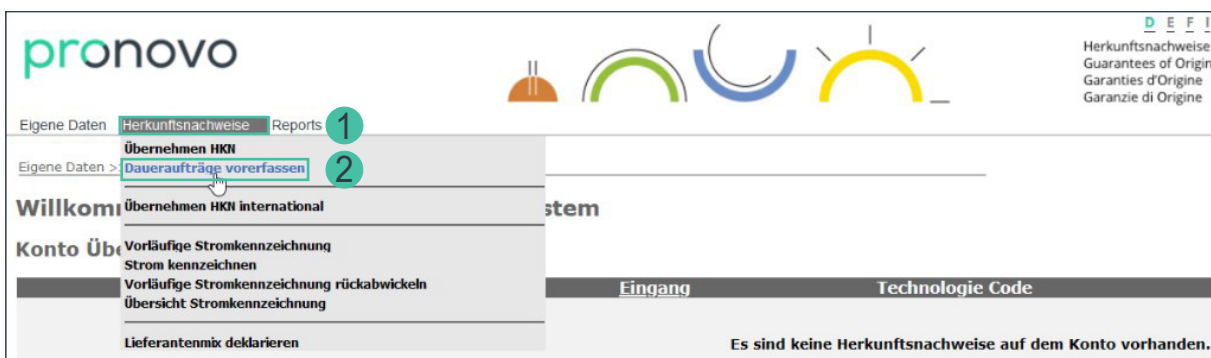 pronovo
D E F I
Herkunftsnachweise
Guarantees of Origin
Garanties d'Origine
Garanzie di Origine
Eigene Daten Herkunftsnachweise Reports 1
Übernehmen HKN
Eigene Daten >> Daueraufträge vorerfassen 2
Übernehmen HKN international
Willkomm stem
Konto Übe
Vorläufige Stromkennzeichnung
Strom kennzeichnen
Vorläufige Stromkennzeichnung rückabwickeln
Übersicht Stromkennzeichnung
Eingang Technologie Code
Lieferantenmix deklarieren
Es sind keine Herkunftsnachweise auf dem Konto vorhanden.